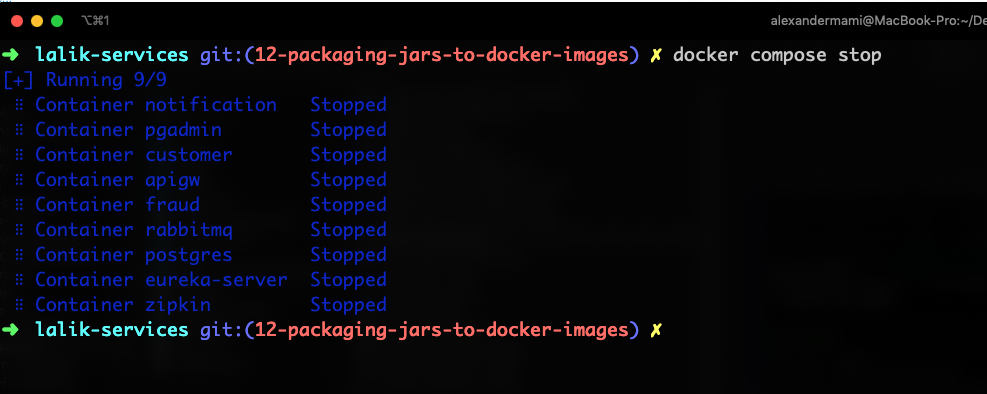 ⌥⌘1 alexandermami@MacBook-Pro:~/De
➜ lalik-services git:(12-packaging-jars-to-docker-images) ✗ docker compose stop
[+] Running 9/9
⠿ Container notification Stopped
⠿ Container pgadmin Stopped
⠿ Container customer Stopped
⠿ Container apigw Stopped
⠿ Container fraud Stopped
⠿ Container rabbitmq Stopped
⠿ Container postgres Stopped
⠿ Container eureka-server Stopped
⠿ Container zipkin Stopped
➜ lalik-services git:(12-packaging-jars-to-docker-images) ✗